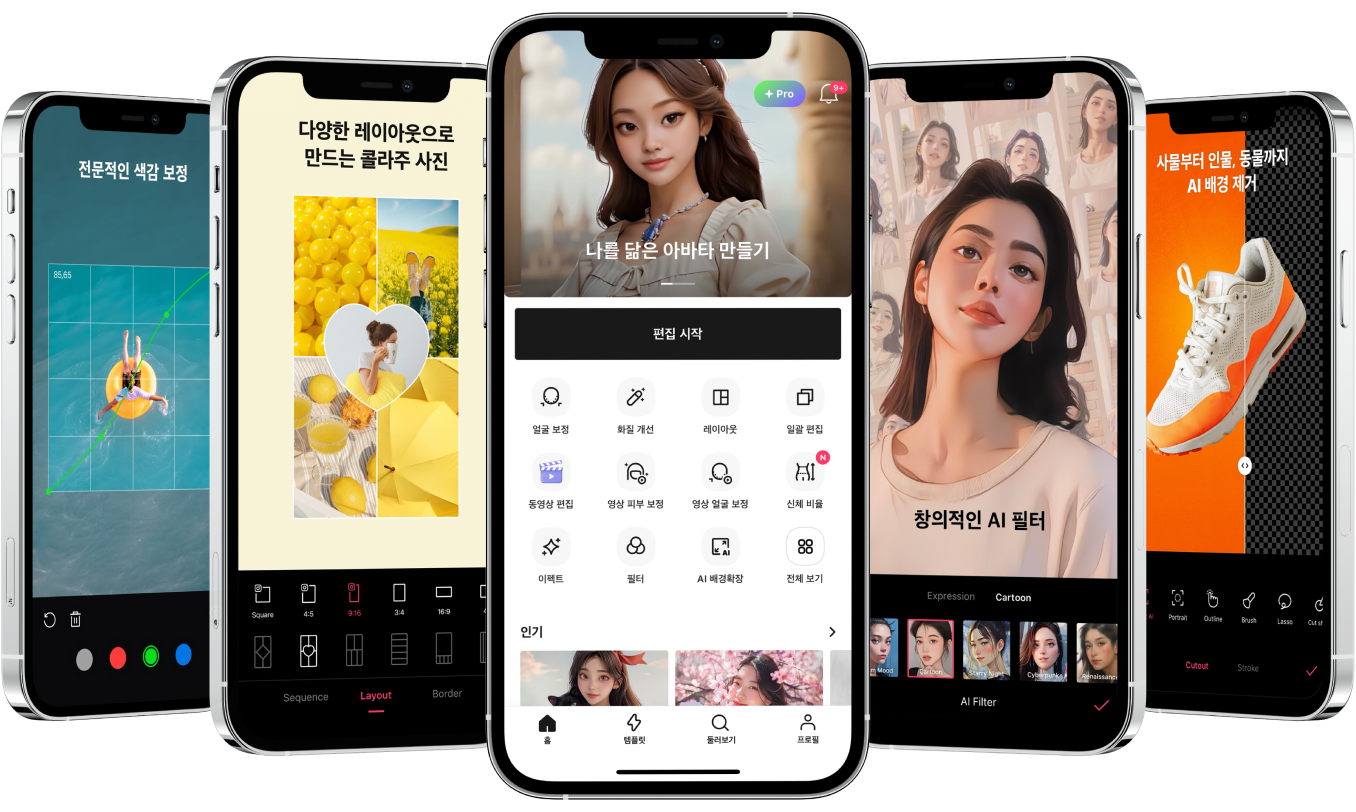 전문적인 색감 보정
85,65
다양한 레이아웃으로
만드는 콜라주 사진
Square
4:5
9:16
3:4
16:9
Sequence
Layout
Border
Pro
9+
나를 닮은 아바타 만들기
편집 시작
얼굴 보정
화질 개선
레이아웃
일괄 편집
동영상 편집
영상 피부 보정
영상 얼굴 보정
N
신체 비율
이펙트
필터
AI
AI 배경확장
전체 보기
인기
홈
템플릿
둘러보기
프로필
창의적인 AI 필터
Expression
Cartoon
Mood
Cartoon
Starry Night
Cyberpunk
Renaissance
AI Filter
사물부터 인물, 동물까지
AI 배경 제거
AI
Portrait
Outline
Brush
Lasso
Cut
Cutout
Stroke